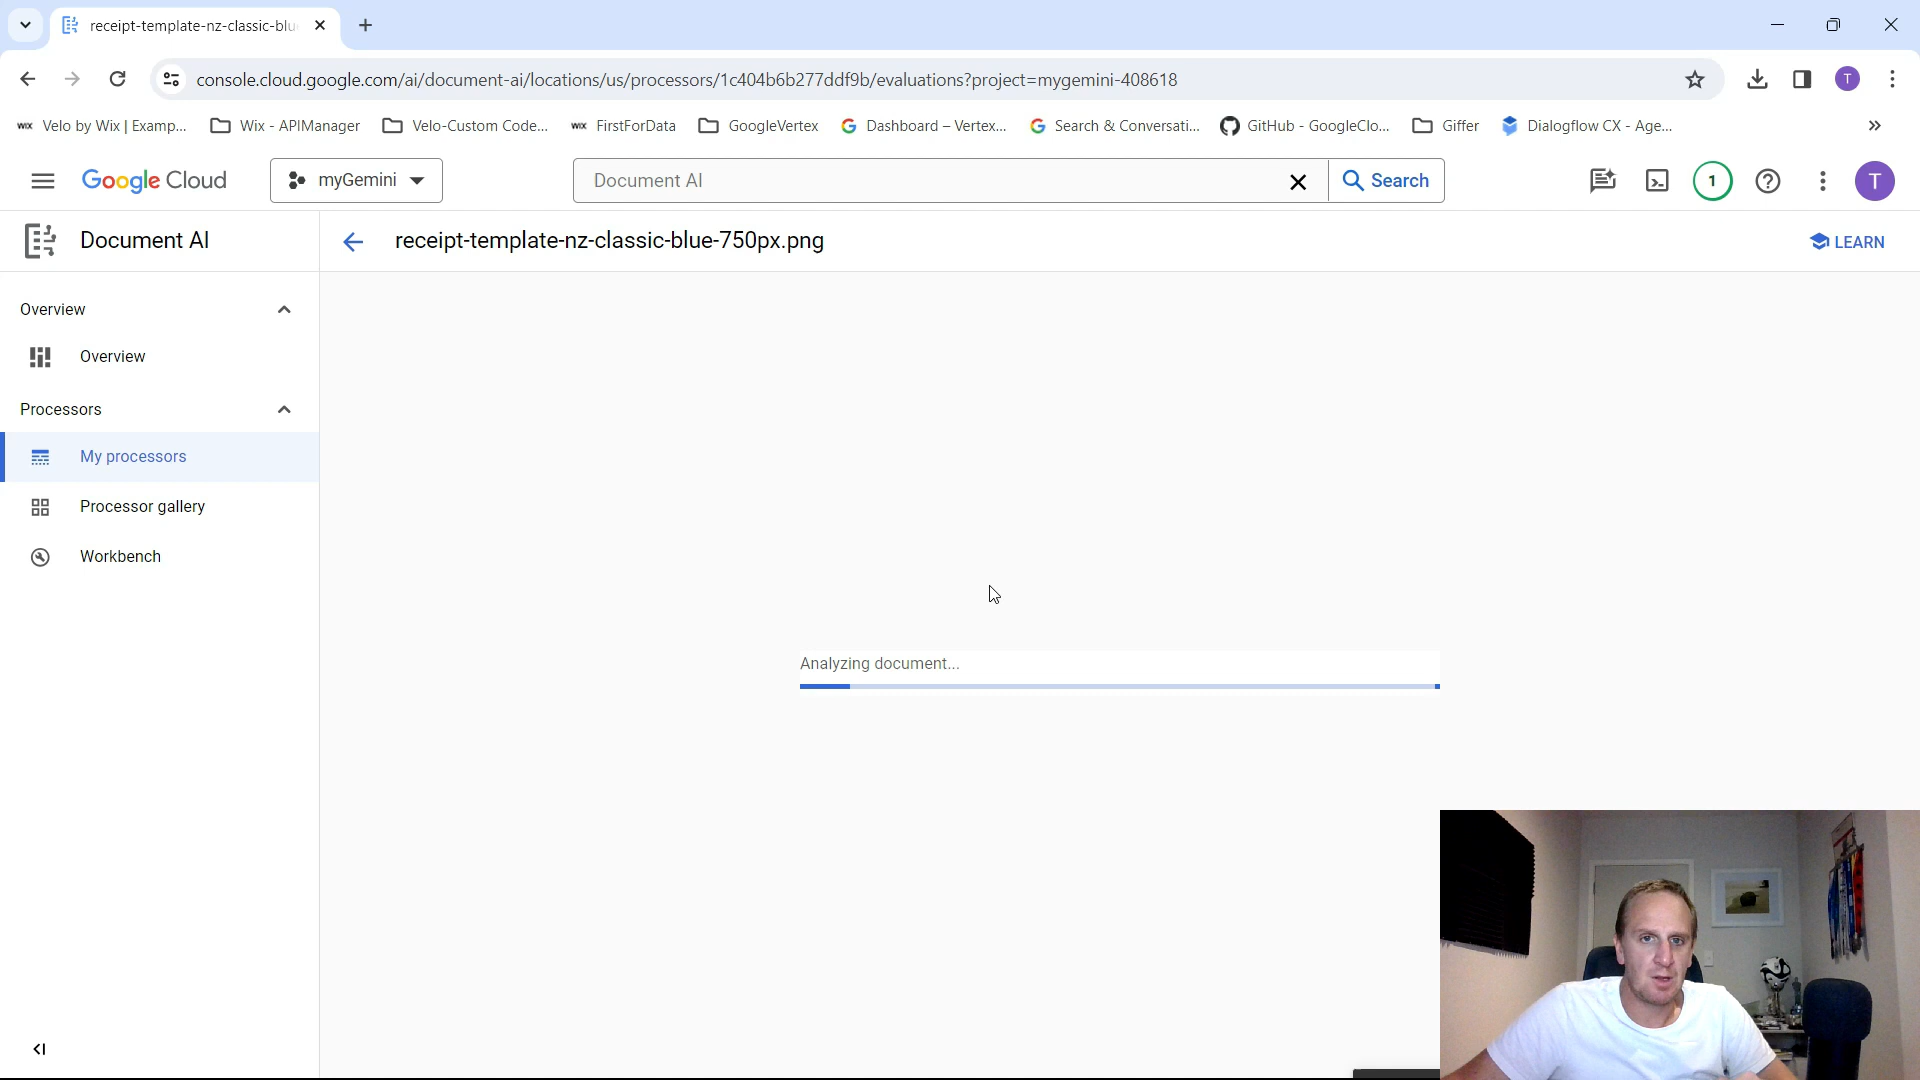 receipt-template-nz-classic-blu
console.cloud.google.com/ai/document-ai/locations/us/processors/1c404b6b277ddf9b/evaluations?project=mygemini-408618
T
WIX Velo by Wix | Examp... Wix - APIManager Velo-Custom Code... WIX FirstForData GoogleVertex Dashboard – Vertex... Search & Conversati... GitHub - GoogleClo... Giffer Dialogflow CX - Age...
Google Cloud myGemini Document AI Search 1 T
Document AI receipt-template-nz-classic-blue-750px.png LEARN
Overview
Overview
Processors
My processors
Processor gallery
Workbench
Analyzing document...